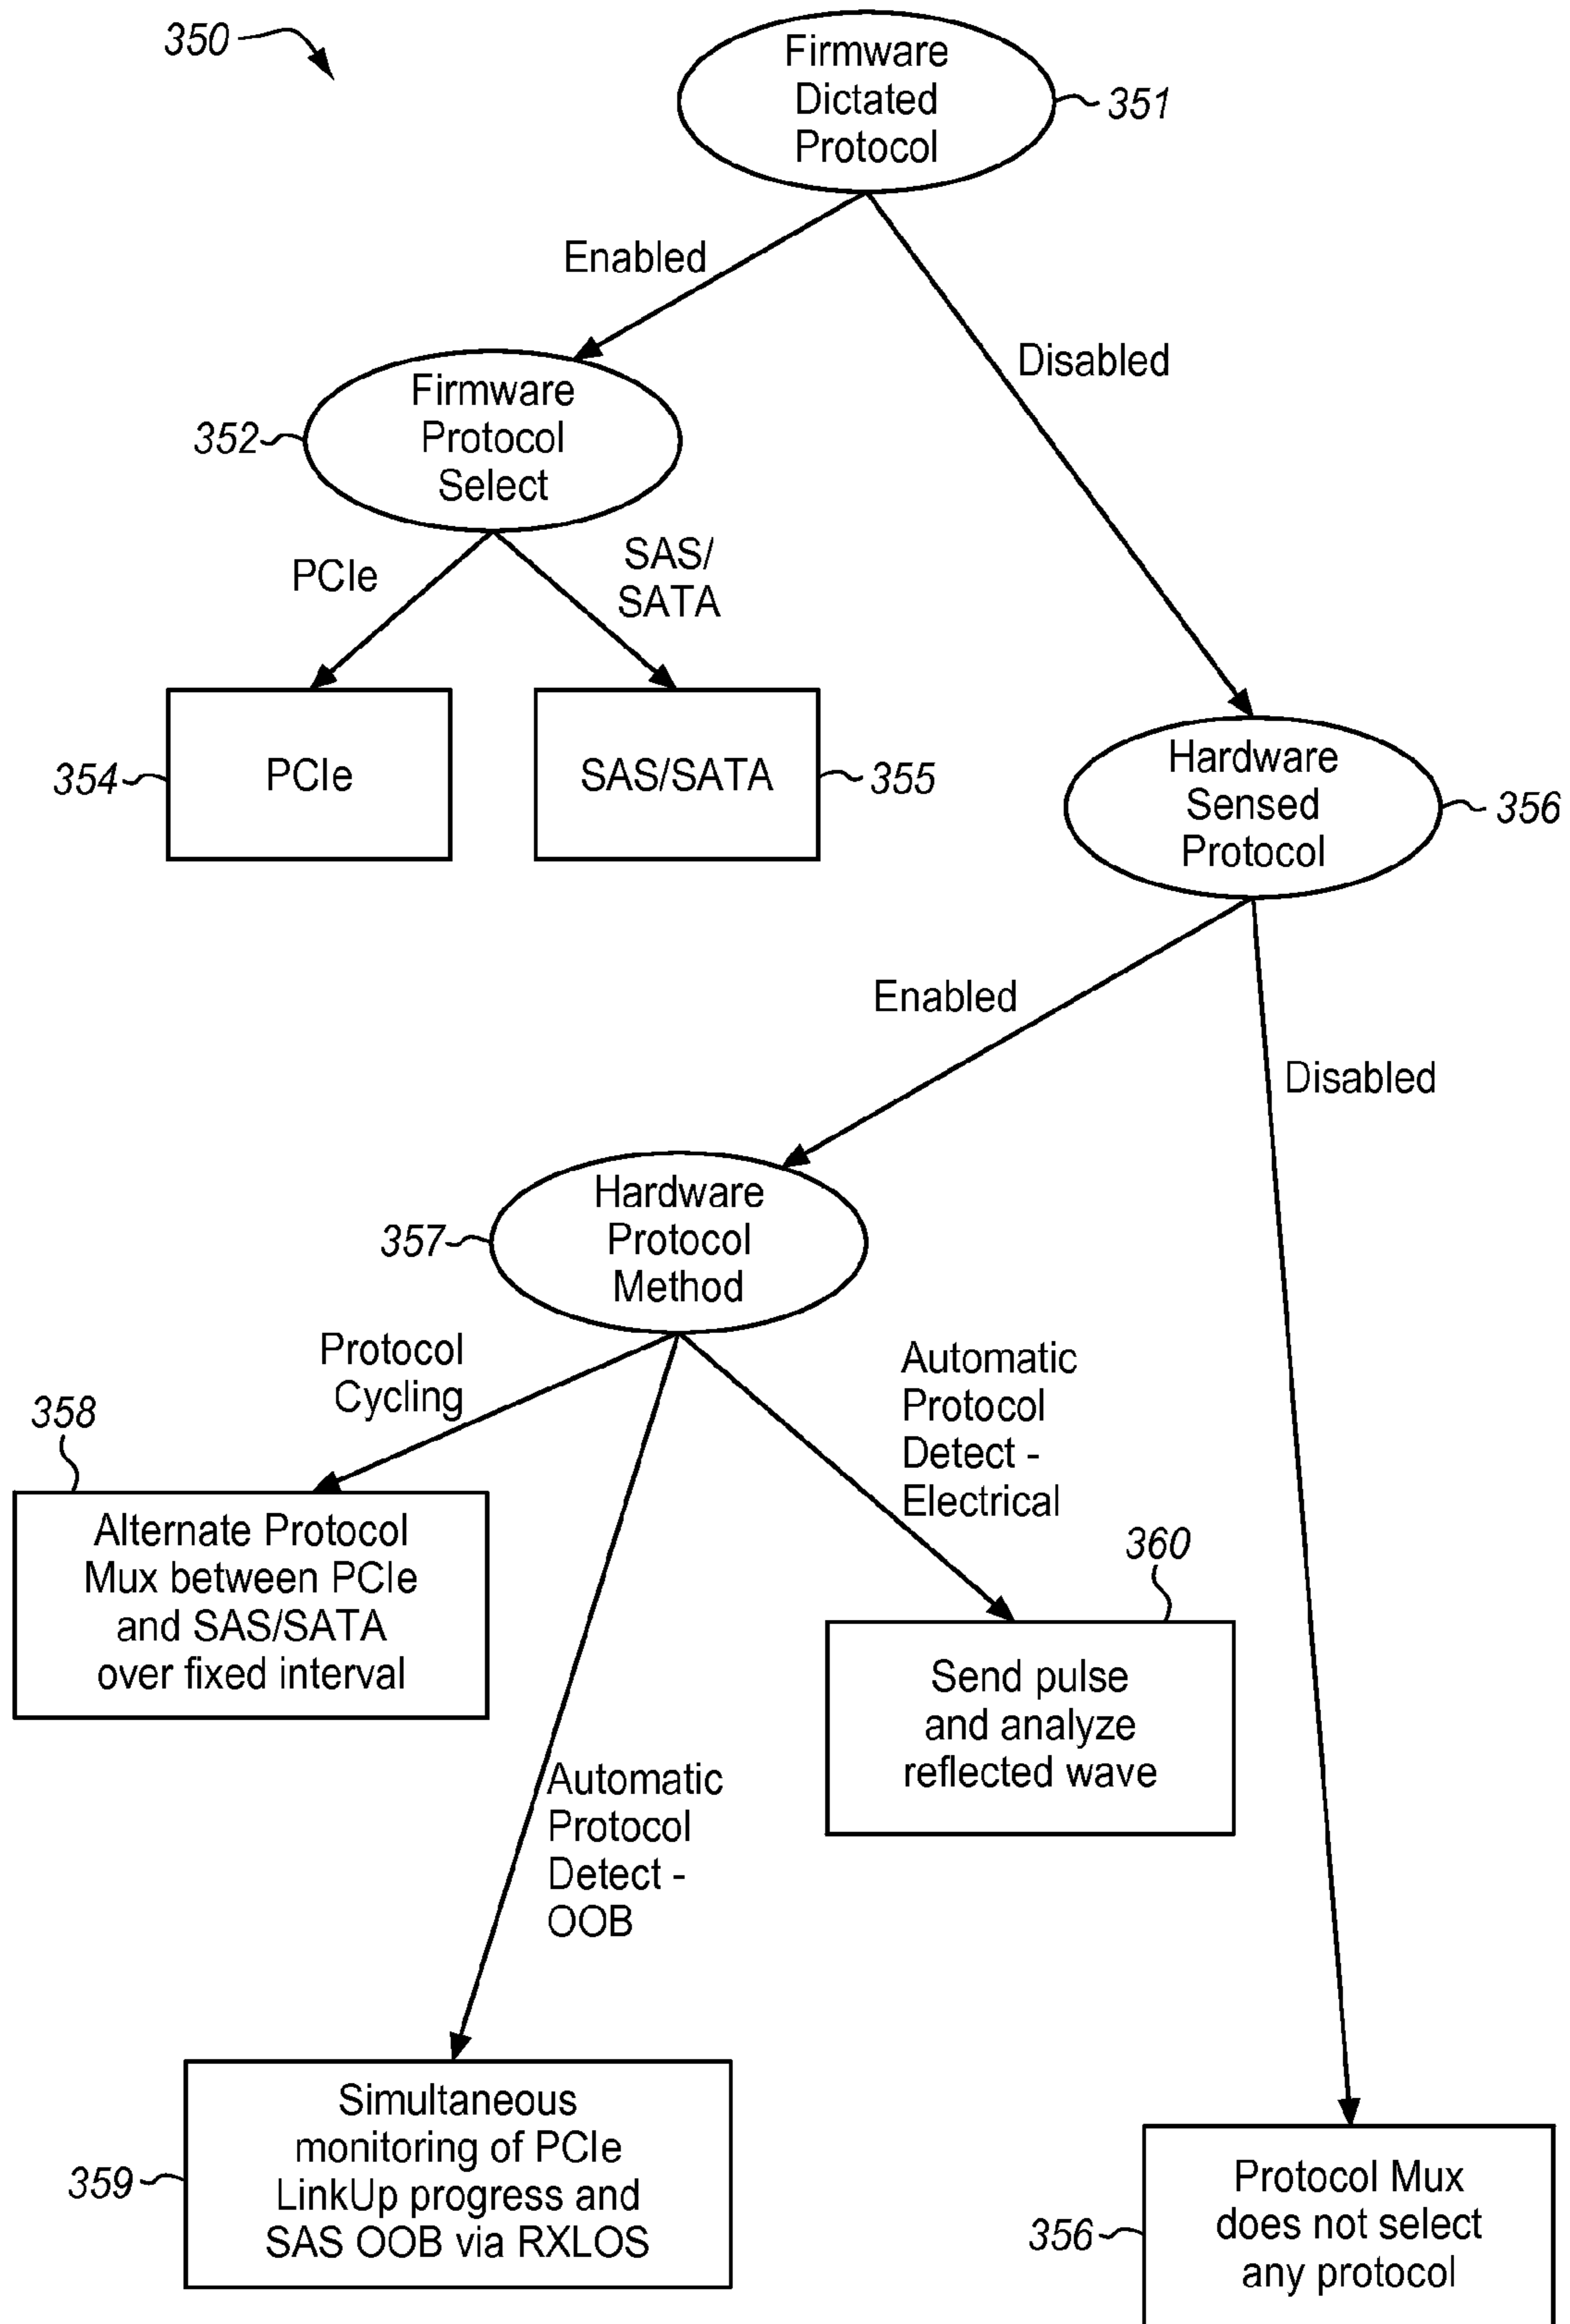 350
Firmware
Dictated
Protocol
351
Enabled
Disabled
Firmware
Protocol
Select
352
PCIe
SAS/
SATA
354
PCIe
SAS/SATA
355
Hardware
Sensed
Protocol
356
Enabled
Disabled
Hardware
Protocol
Method
357
Protocol
Cycling
Automatic
Protocol
Detect -
Electrical
358
Alternate Protocol
Mux between PCIe
and SAS/SATA
over fixed interval
360
Send pulse
and analyze
reflected wave
Automatic
Protocol
Detect -
OOB
359
Simultaneous
monitoring of PCIe
LinkUp progress and
SAS OOB via RXLOS
356
Protocol Mux
does not select
any protocol